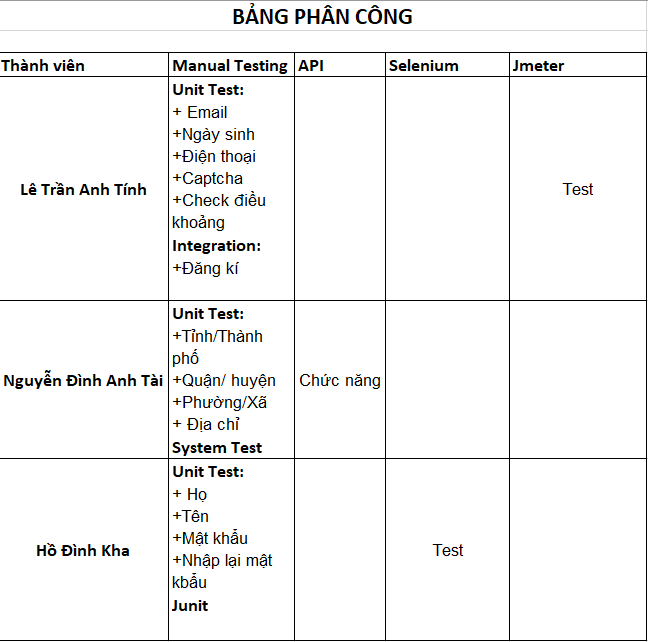 BẢNG PHÂN CÔNG
Thành viên Manual Testing API Selenium Jmeter
Lê Trần Anh Tính
Unit Test:
+ Email
+Ngày sinh
+Điện thoại
+Captcha
+Check điều
khoảng
Integration:
+Đăng kí
Test
Nguyễn Đình Anh Tài
Unit Test:
+Tỉnh/Thành
phố
+Quận/ huyện
+Phường/Xã
+ Địa chỉ
System Test
Chức năng
Hồ Đình Kha
Unit Test:
+ Họ
+Tên
+Mật khẩu
+Nhập lại mật
kbẩu
Junit
Test